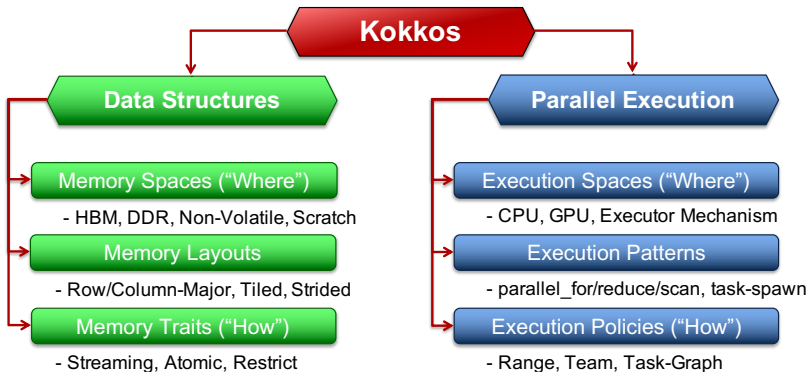 Kokkos
Data Structures
Memory Spaces (“Where”)
- HBM, DDR, Non-Volatile, Scratch
Memory Layouts
- Row/Column-Major, Tiled, Strided
Memory Traits (“How”)
- Streaming, Atomic, Restrict
Parallel Execution
Execution Spaces (“Where”)
- CPU, GPU, Executor Mechanism
Execution Patterns
- parallel_for/reduce/scan, task-spawn
Execution Policies (“How”)
- Range, Team, Task-Graph